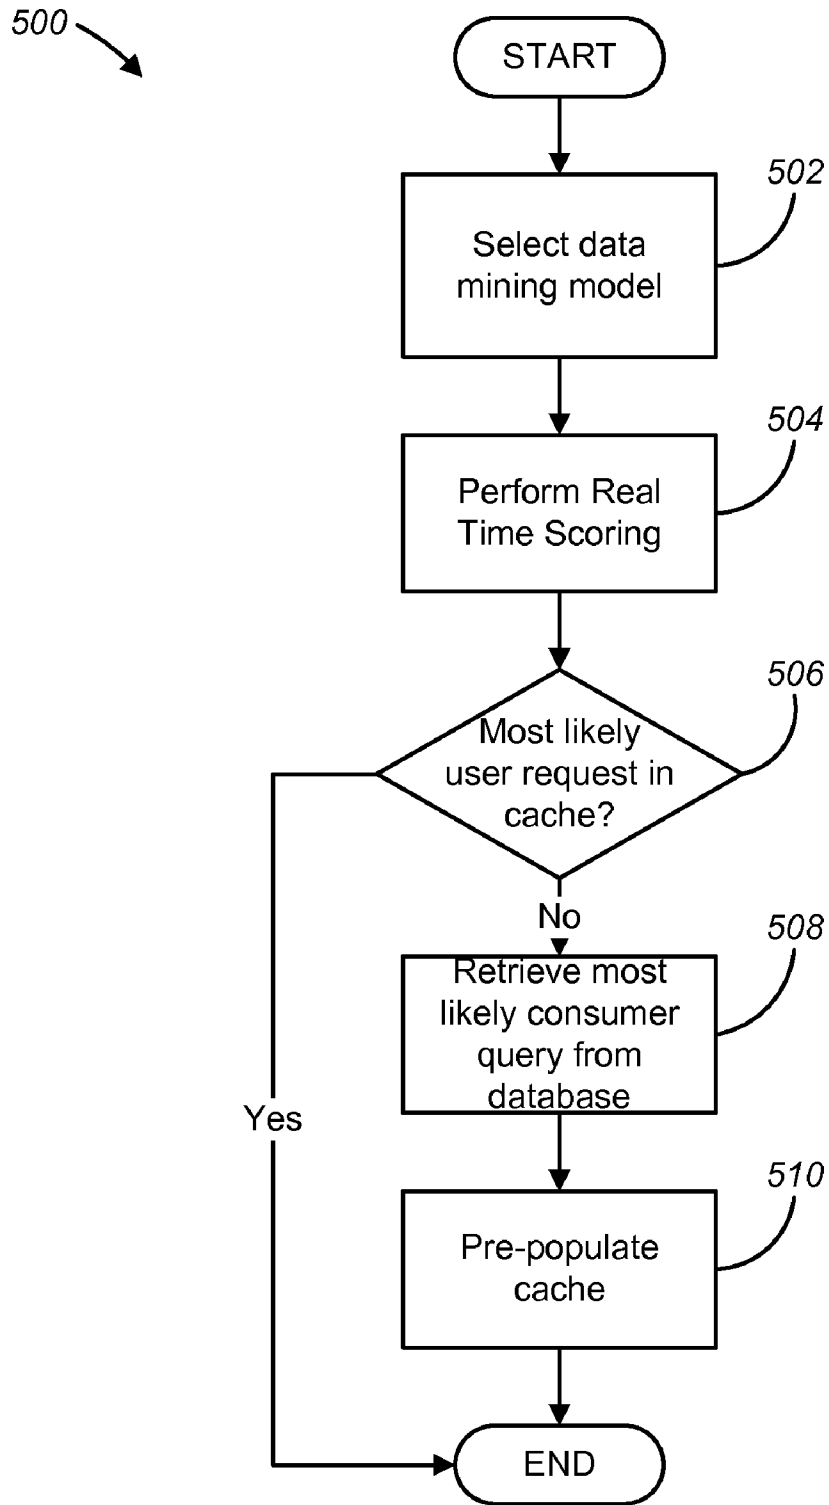 500
START
502
Select data
mining model
504
Perform Real
Time Scoring
506
Most likely
user request in
cache?
No
508
Retrieve most
likely consumer
query from
database
Yes
510
Pre-populate
cache
END